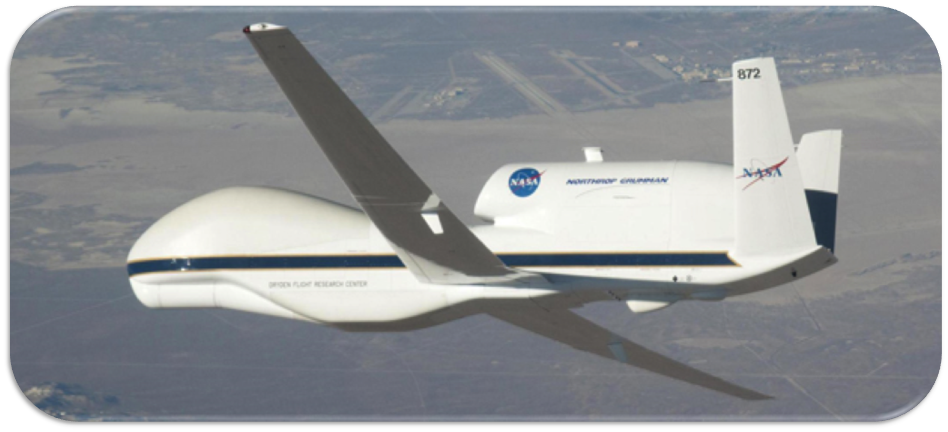 872
NASA
NASA
NORTHROP GRUMMAN
DRYDEN FLIGHT RESEARCH CENTER